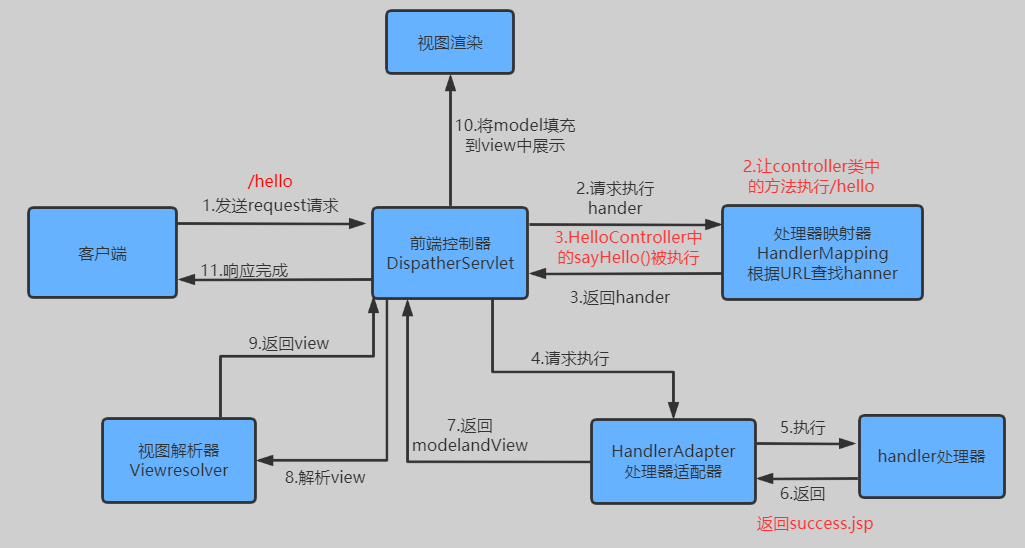 视图渲染
10.将model填充
到view中展示
/hello
1.发送request请求
2.请求执行
hander
2.让controller类中
的方法执行/hello
客户端
前端控制器
DispatherServlet
3.HelloController中
的sayHello()被执行
处理器映射器
HandlerMapping
根据URL查找hanner
11.响应完成
3.返回hander
9.返回view
4.请求执行
视图解析器
Viewresolver
8.解析view
7.返回
modelandView
HandlerAdapter
处理器适配器
5.执行
handler处理器
6.返回
返回success.jsp